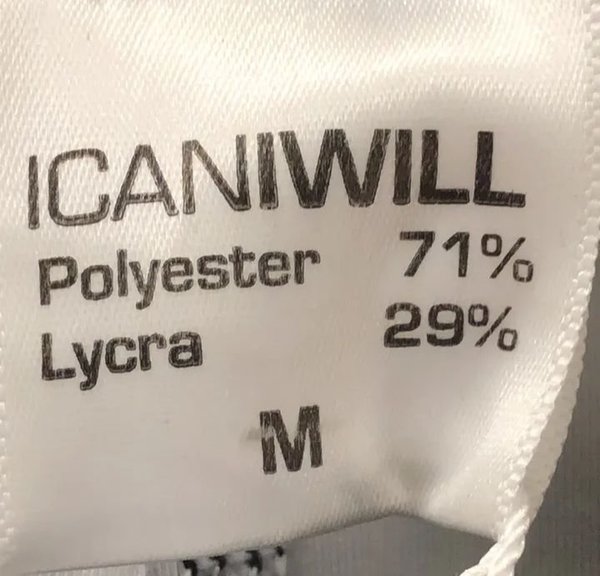 ICANIWILL
Polyester 71%
Lycra 29%
M